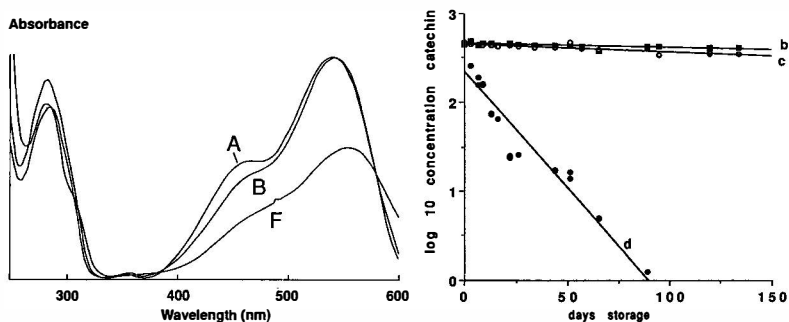 Absorbance
A
B
F
300
400
500
600
Wavelength (nm)
log 10 concentration catechin
3
2
1
0
b
c
d
0
50
100
150
days storage